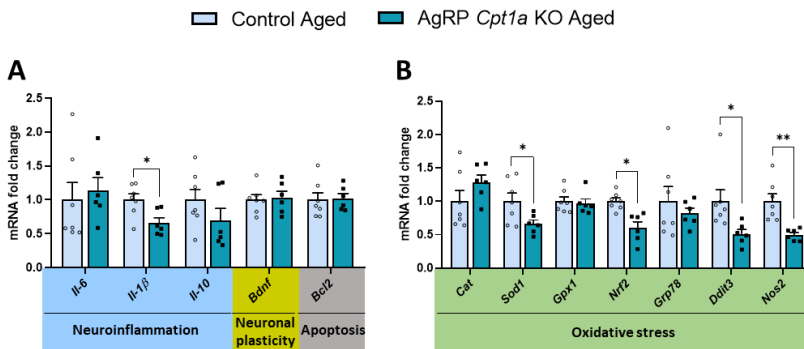 Control Aged AgRP Cpt1a KO Aged
A
mRNA fold change
2.5
2.0
1.5
1.0
0.5
0.0
*
Il-6 Il-1β Il-10 Bdnf Bcl2
Neuroinflammation Neuronal plasticity Apoptosis
B
mRNA fold change
2.5
2.0
1.5
1.0
0.5
0.0
* * * **
Cat Sod1 Gpx1 Nrf2 Grp78 Ddit3 Nos2
Oxidative stress